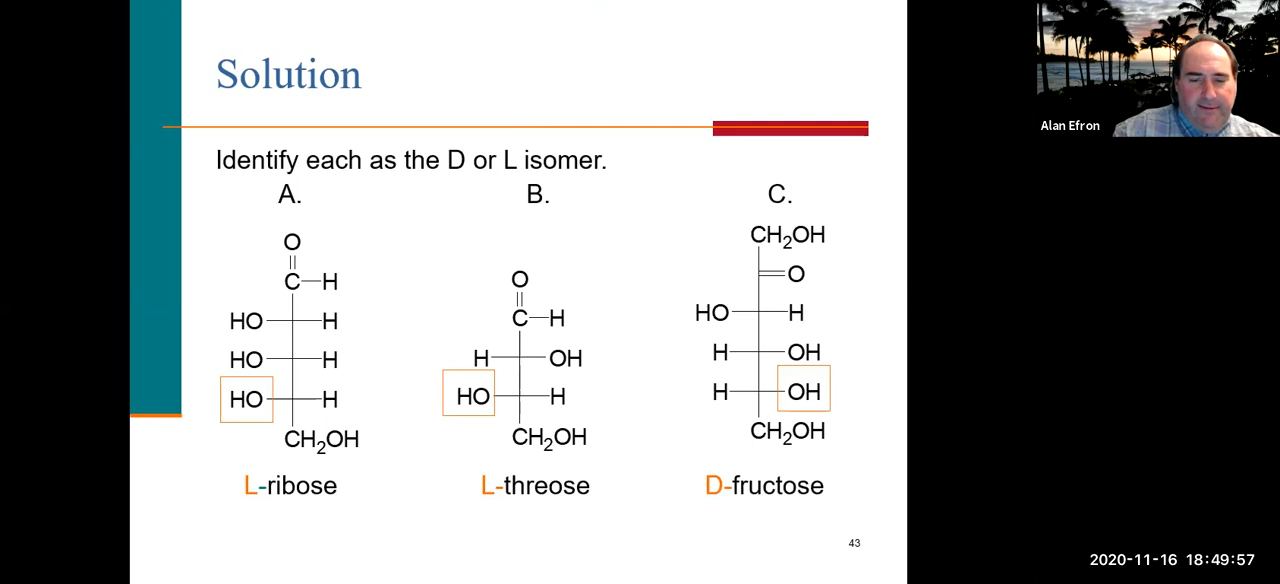 Solution
Alan Efron
Identify each as the D or L isomer.
A. B. C.
O
C H
HO H
HO H
HO H
CH₂OH
L-ribose
O
C H
H OH
HO H
CH₂OH
L-threose
CH₂OH
O
HO H
H OH
H OH
CH₂OH
D-fructose
43
2020-11-16 18:49:57